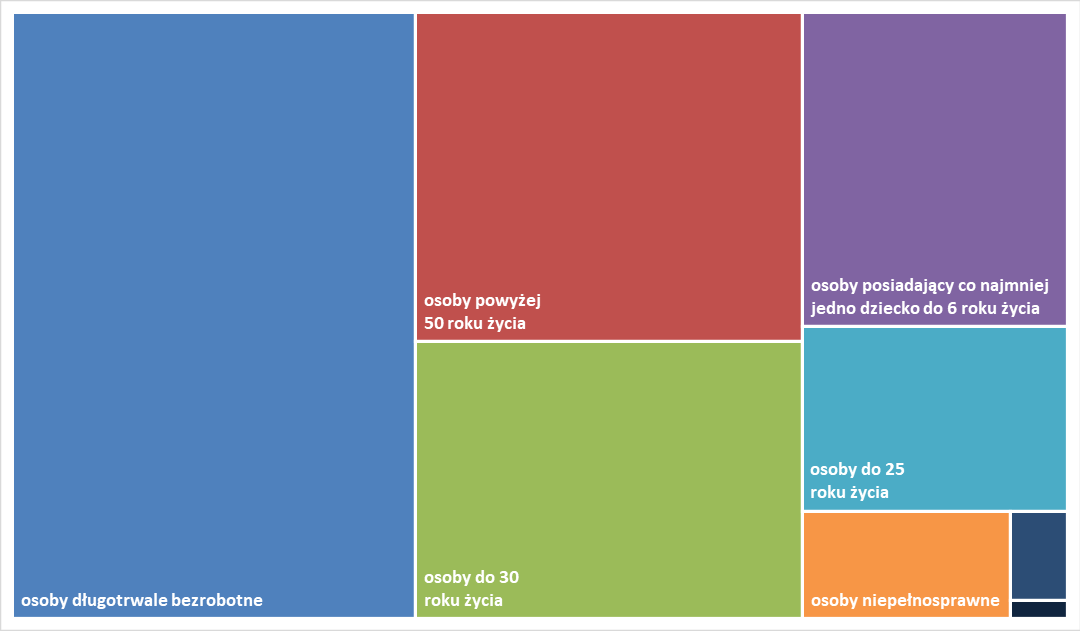 osoby długotrwale bezrobotne
osoby powyżej
50 roku życia
osoby do 30
roku życia
osoby posiadający co najmniej
jedno dziecko do 6 roku życia
osoby do 25
roku życia
osoby niepełnosprawne